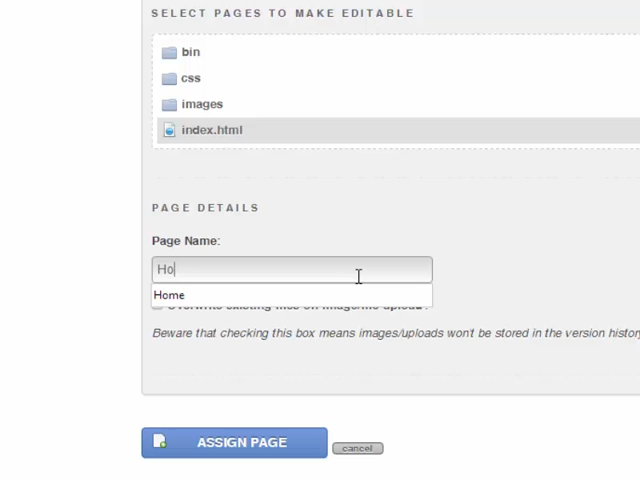 SELECT PAGES TO MAKE EDITABLE
bin
css
images
index.html
PAGE DETAILS
Page Name:
Ho
Home
Overwrite existing files on image/file upload?
Beware that checking this box means images/uploads won't be stored in the version history
ASSIGN PAGE
cancel